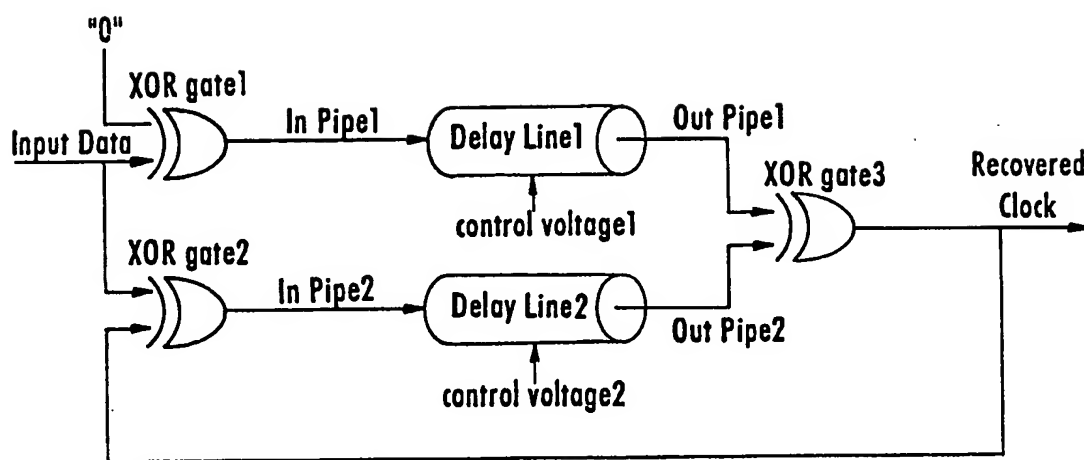 "0"
XOR gate1
Input Data
In Pipe1
Delay Line1
Out Pipe1
control voltage1
XOR gate3
Recovered
Clock
XOR gate2
In Pipe2
Delay Line2
Out Pipe2
control voltage2